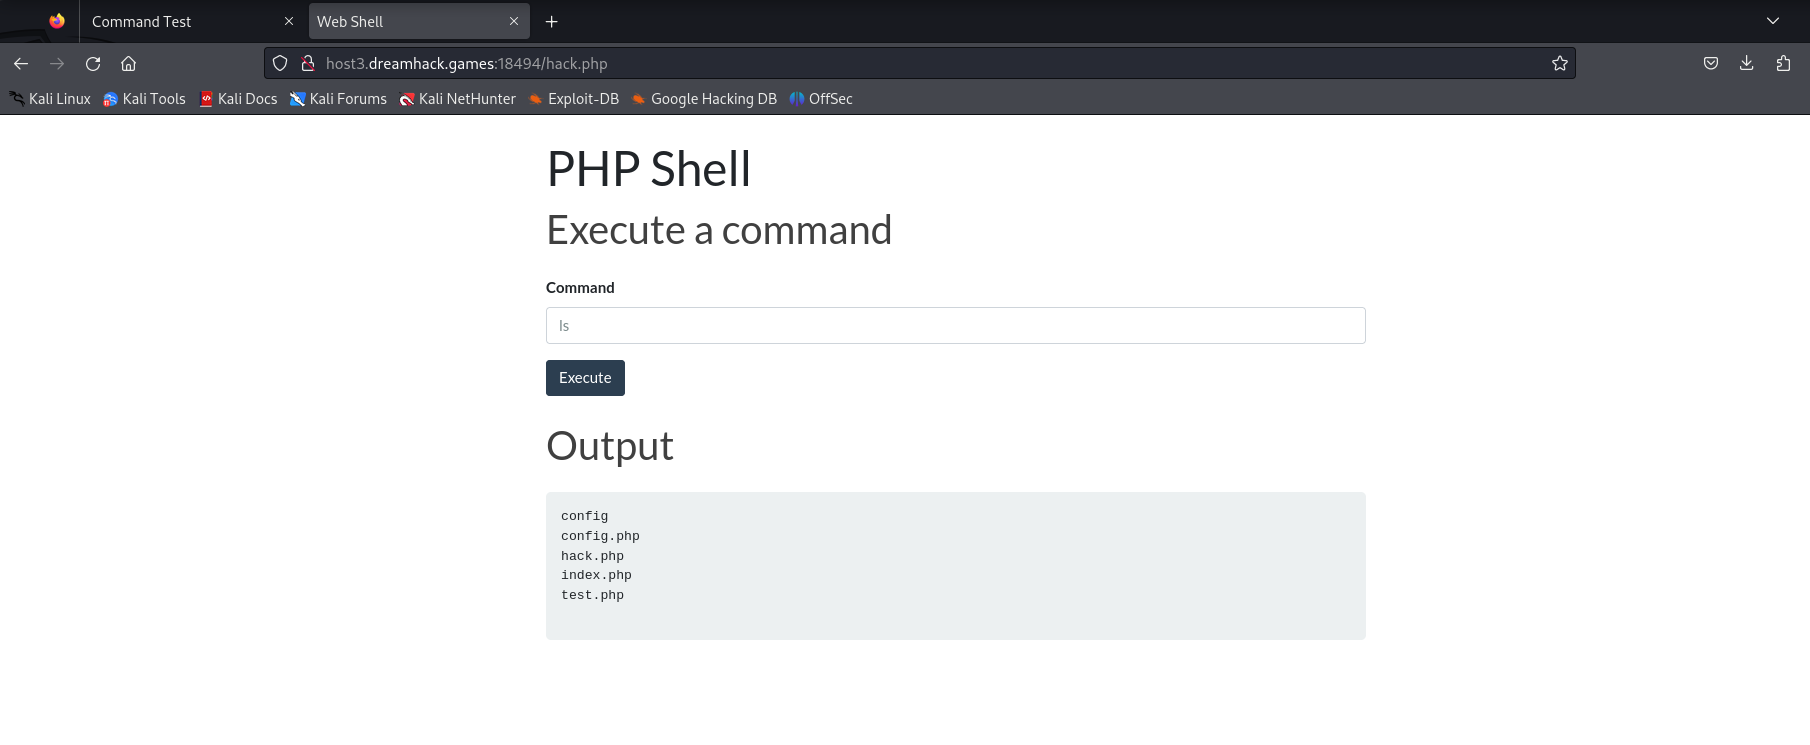 Command Test
Web Shell
host3.dreamhack.games:18494/hack.php
Kali Linux
Kali Tools
Kali Docs
Kali Forums
Kali NetHunter
Exploit-DB
Google Hacking DB
OffSec
PHP Shell
Execute a command
Command
ls
Execute
Output
config
config.php
hack.php
index.php
test.php